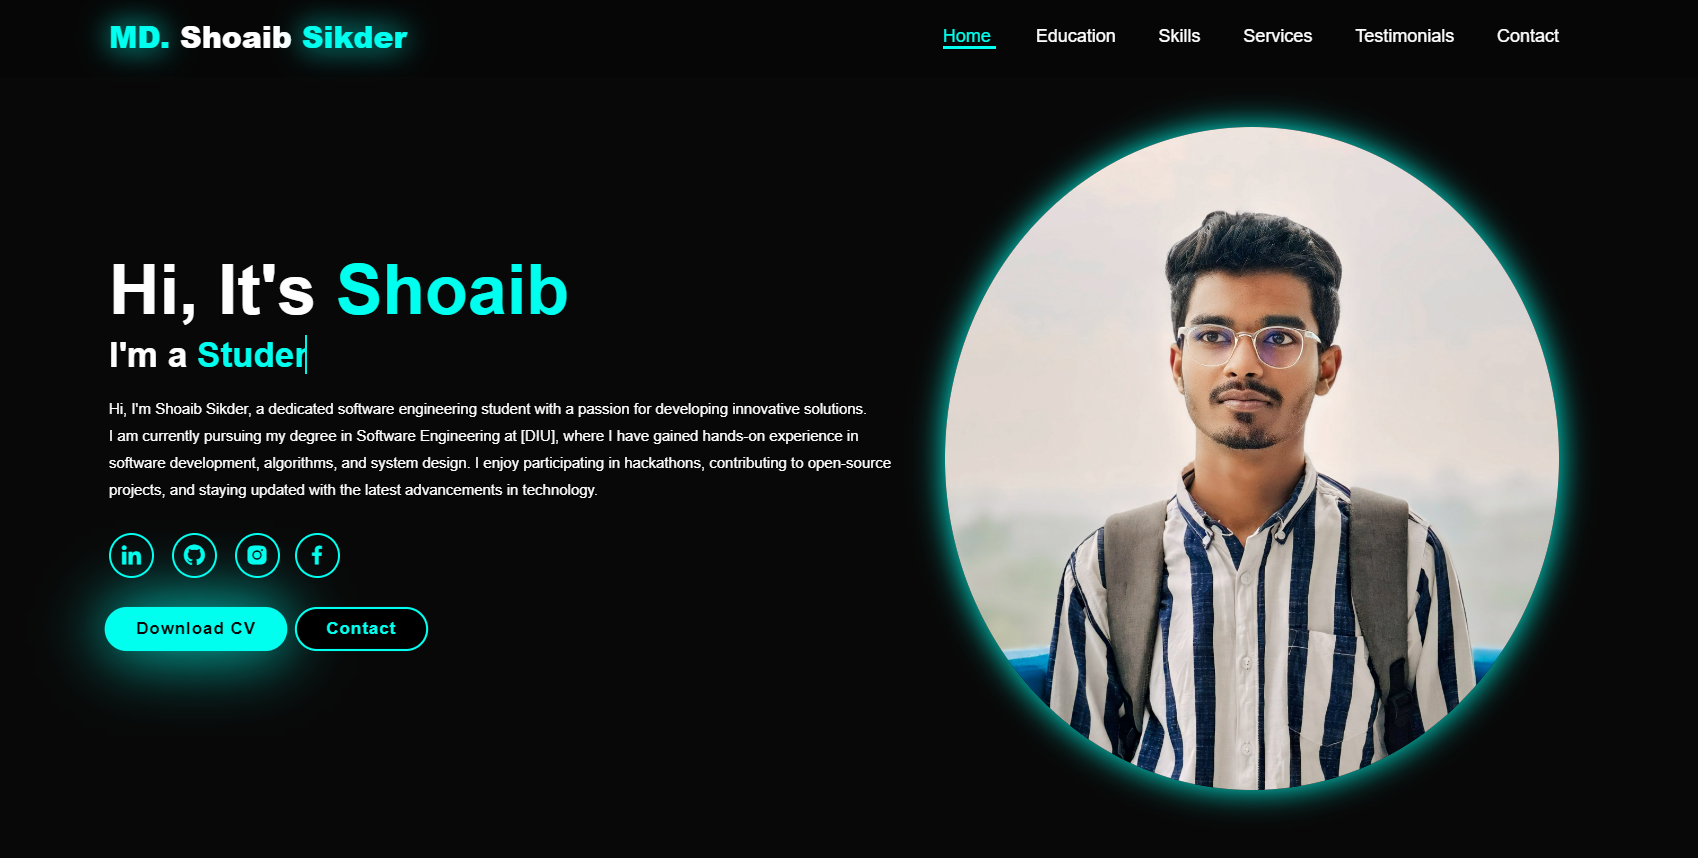 MD. Shoaib Sikder
Home Education Skills Services Testimonials Contact
Hi, It's Shoaib
I'm a Studer
Hi, I'm Shoaib Sikder, a dedicated software engineering student with a passion for developing innovative solutions.
I am currently pursuing my degree in Software Engineering at [DIU], where I have gained hands-on experience in
software development, algorithms, and system design. I enjoy participating in hackathons, contributing to open-source
projects, and staying updated with the latest advancements in technology.
in
f
Download CV Contact